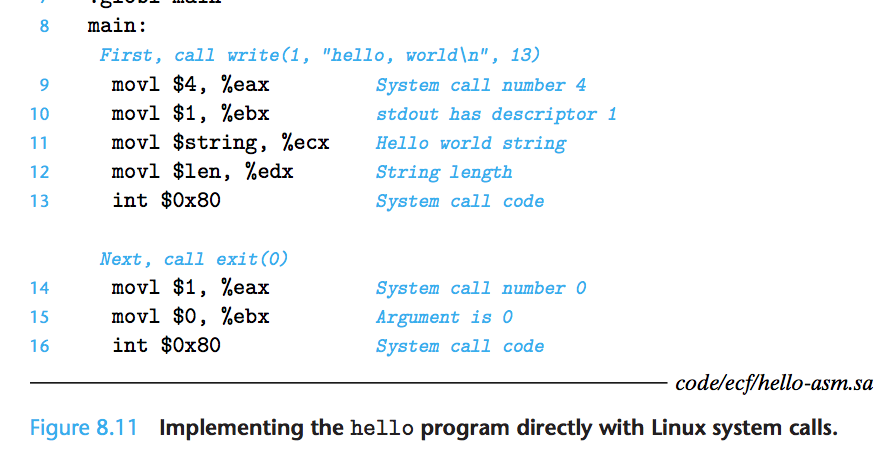 8 main:
First, call write(1, "hello, world\n", 13)
9 movl $4, %eax System call number 4
10 movl $1, %ebx stdout has descriptor 1
11 movl $string, %ecx Hello world string
12 movl $len, %edx String length
13 int $0x80 System call code
Next, call exit(0)
14 movl $1, %eax System call number 0
15 movl $0, %ebx Argument is 0
16 int $0x80 System call code
code/ecf/hello-asm.sa
Figure 8.11 Implementing the hello program directly with Linux system calls.